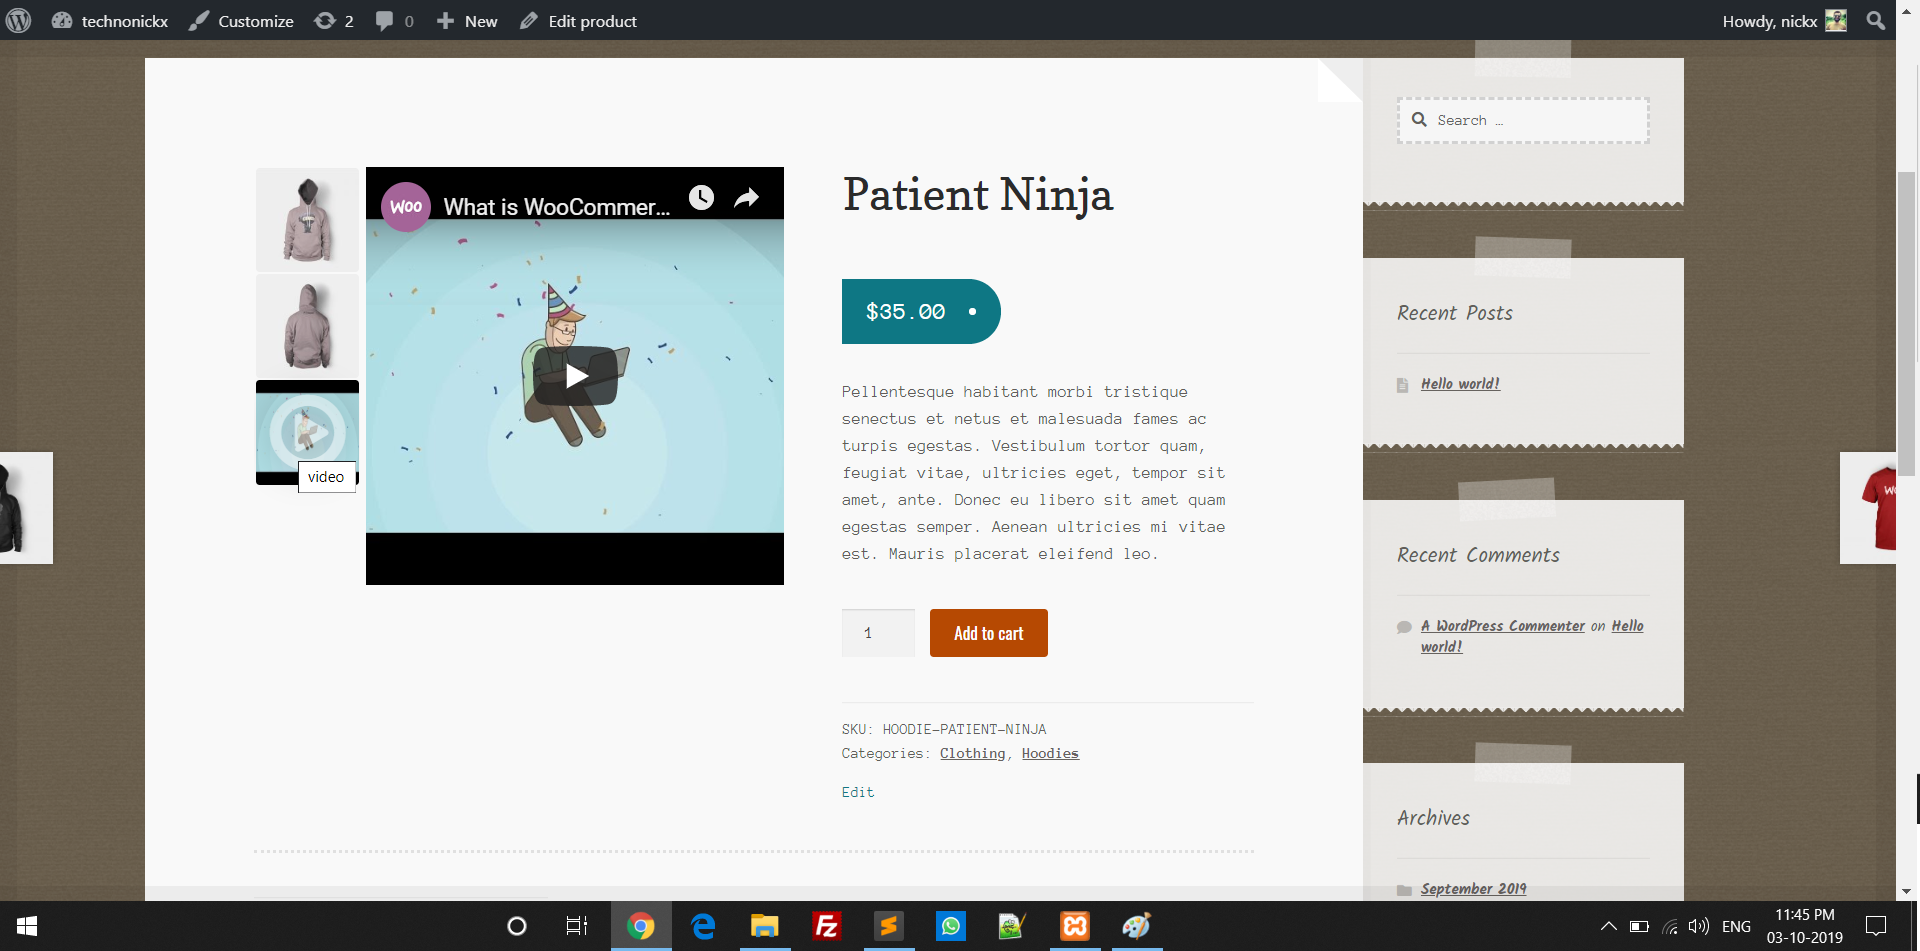 technonickx
Customize
2
0
New
Edit product
Howdy, nickx
WOO
What is WooCommer...
video
Patient Ninja
$35.00
Pellentesque habitant morbi tristique
senectus et netus et malesuada fames ac
turpis egestas. Vestibulum tortor quam,
feugiat vitae, ultricies eget, tempor sit
amet, ante. Donec eu libero sit amet quam
egestas semper. Aenean ultricies mi vitae
est. Mauris placerat eleifend leo.
1
Add to cart
SKU: HOODIE-PATIENT-NINJA
Categories: Clothing, Hoodies
Edit
Search …
Recent Posts
Hello world!
Recent Comments
A WordPress Commenter on Hello
world!
Archives
September 2019
ENG
11:45 PM
03-10-2019